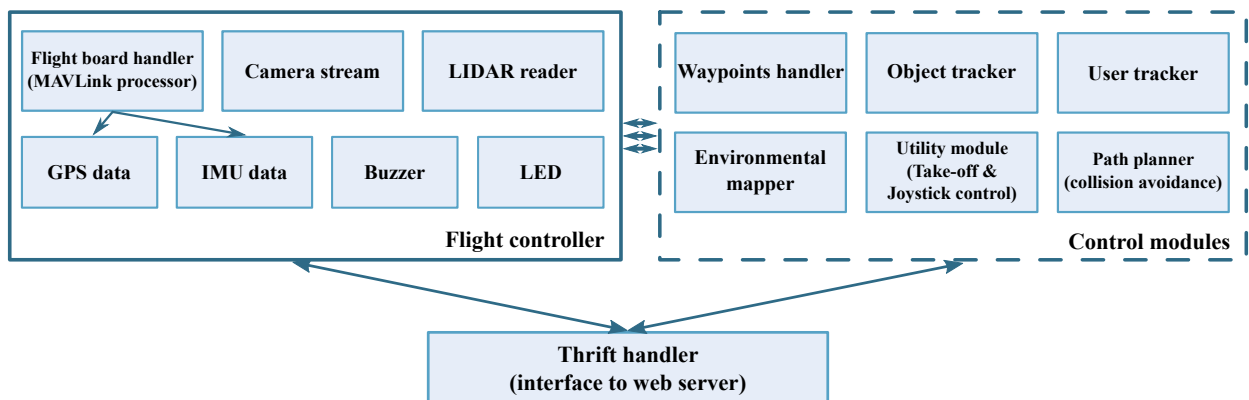 Flight board handler
(MAVLink processor)
Camera stream
LIDAR reader
GPS data
IMU data
Buzzer
LED
Flight controller
Waypoints handler
Object tracker
User tracker
Environmental
mapper
Utility module
(Take-off &
Joystick control)
Path planner
(collision avoidance)
Control modules
Thrift handler
(interface to web server)